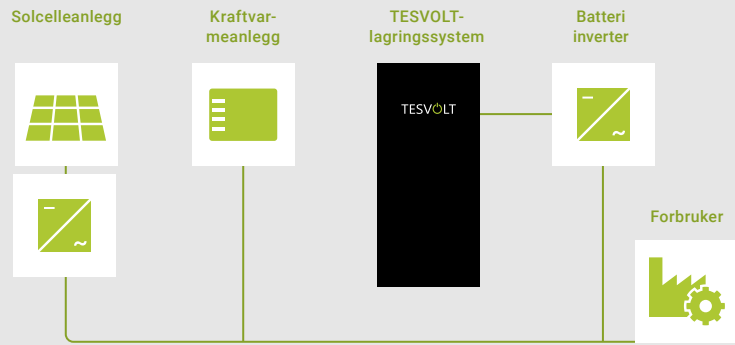 Solcelleanlegg
Kraftvar-
meanlegg
TESVOLT-
lagringssystem
Batteri
inverter
TESVOLT
Forbruker